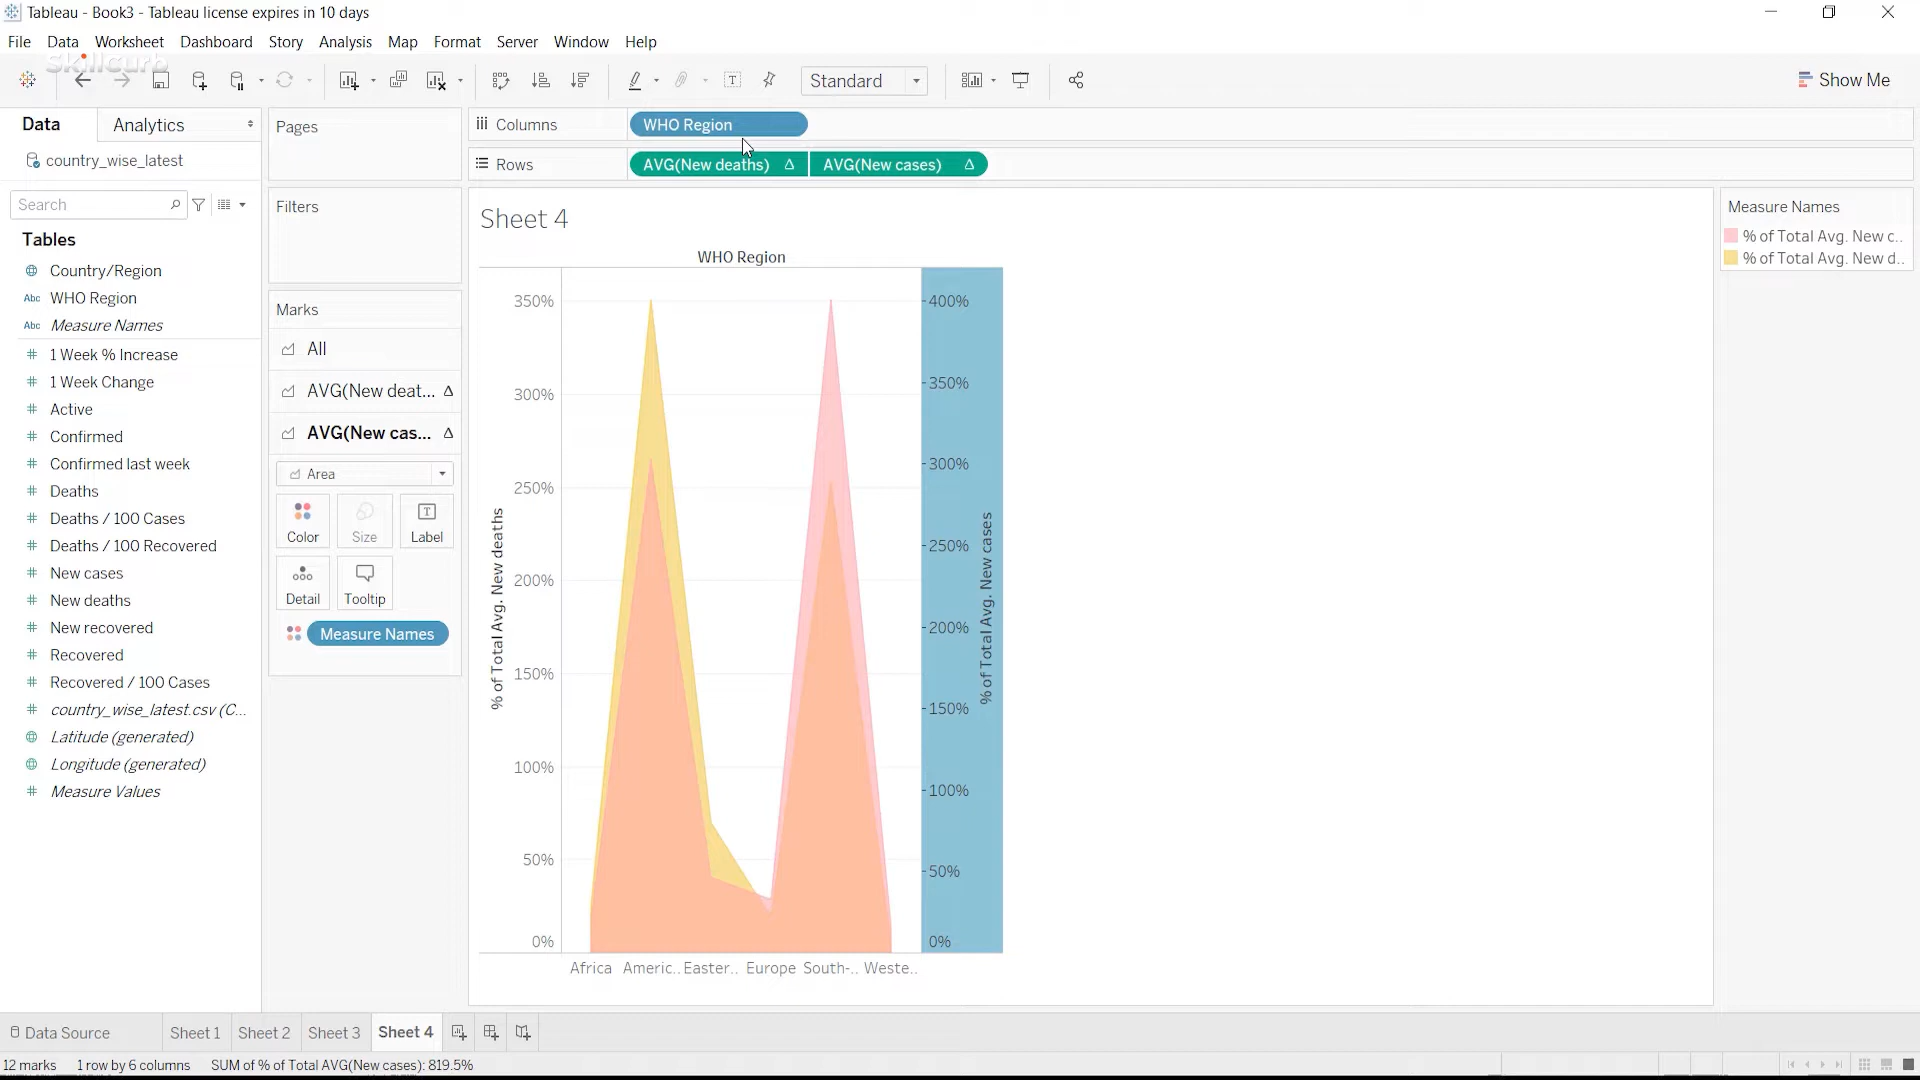 Tableau - Book3 - Tableau license expires in 10 days
File Data Worksheet Dashboard Story Analysis Map Format Server Window Help
Skillcurb
Standard
Show Me
Data
Analytics
Pages
Columns
WHO Region
country_wise_latest
Rows
AVG(New deaths)
AVG(New cases)
Search
Filters
Sheet 4
Measure Names
% of Total Avg. New c..
% of Total Avg. New d..
Tables
Country/Region
Abc WHO Region
Abc Measure Names
1 Week % Increase
1 Week Change
Active
Confirmed
Confirmed last week
Deaths
Deaths / 100 Cases
Deaths / 100 Recovered
New cases
New deaths
New recovered
Recovered
Recovered / 100 Cases
country_wise_latest.csv (C...
Latitude (generated)
Longitude (generated)
Measure Values
Marks
All
AVG(New deat...
AVG(New cas...
Area
Color
Size
Label
Detail
Tooltip
Measure Names
WHO Region
350%
300%
250%
200%
150%
100%
50%
0%
% of Total Avg. New deaths
400%
350%
300%
250%
200%
150%
100%
50%
0%
% of Total Avg. New cases
Africa Americ.. Easter.. Europe South-.. Weste..
Data Source Sheet 1 Sheet 2 Sheet 3 Sheet 4
12 marks 1 row by 6 columns SUM of % of Total AVG(New cases): 819.5%